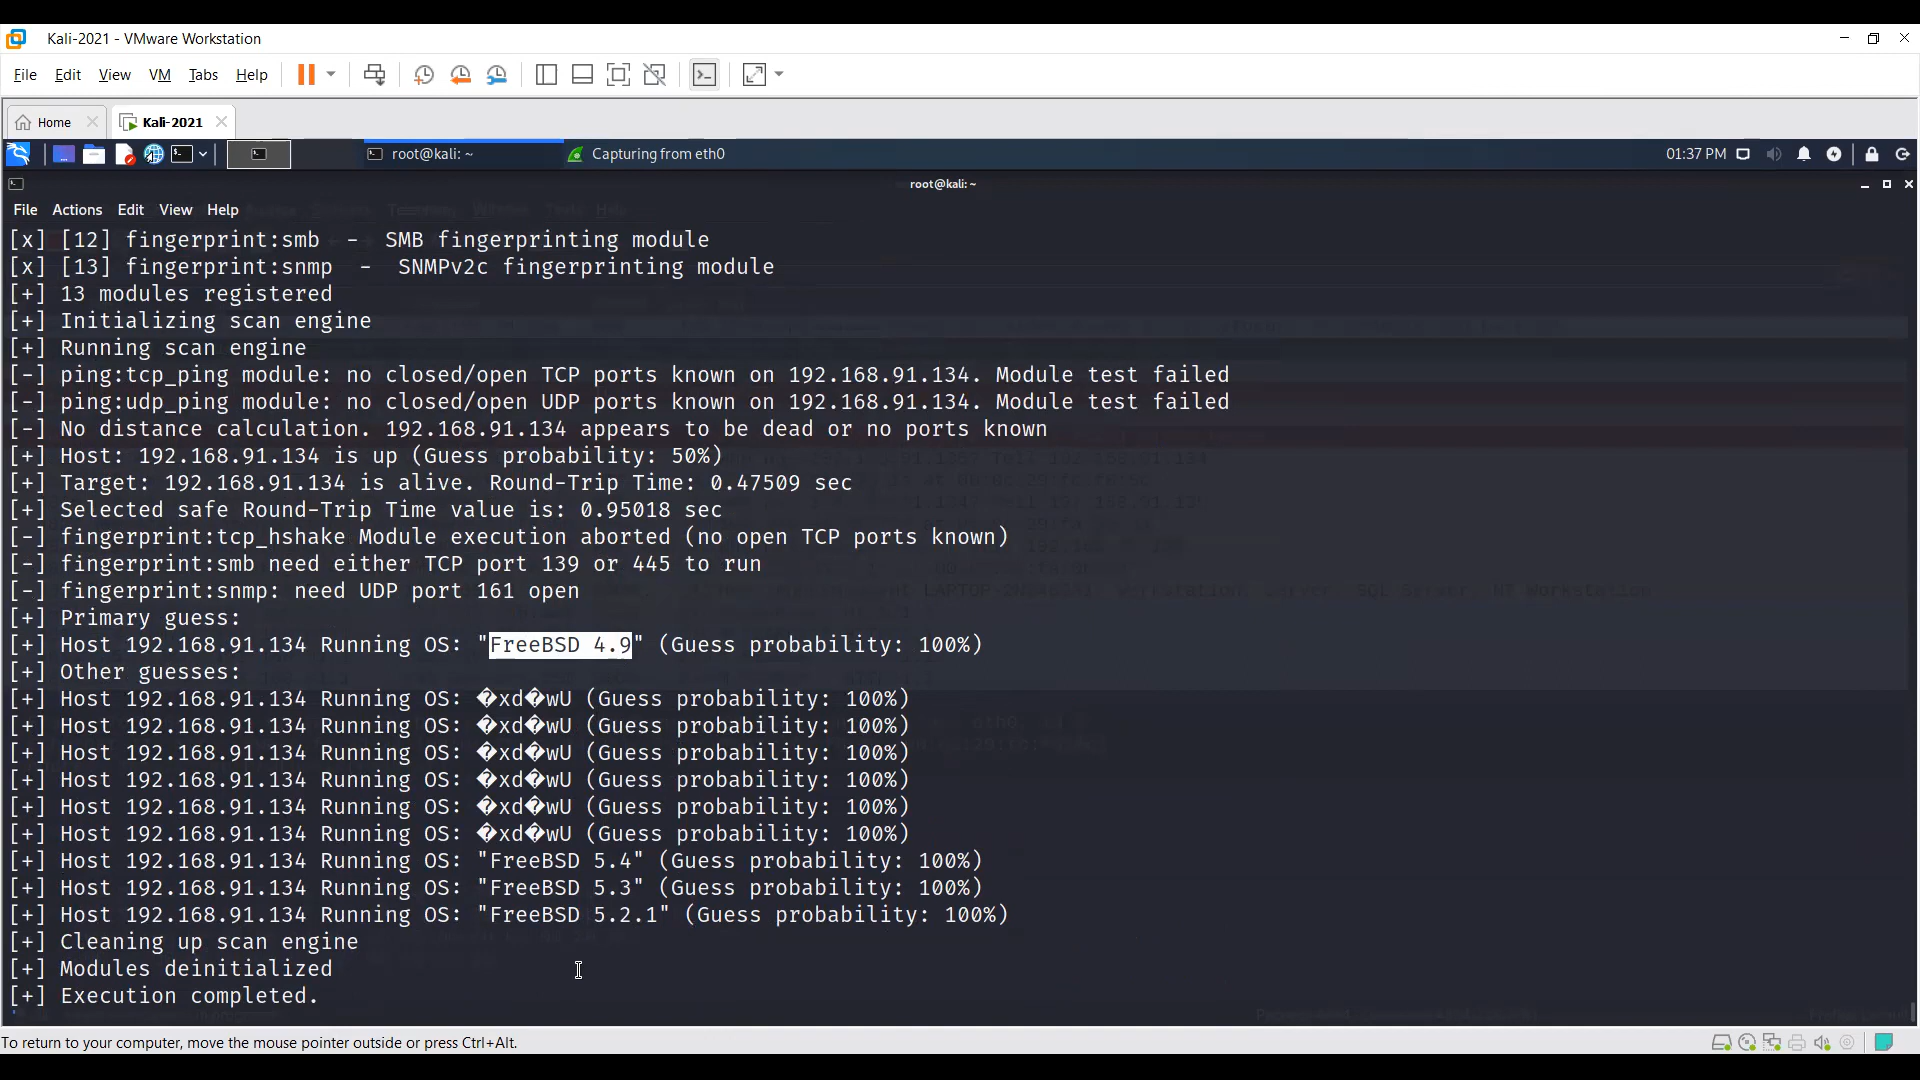 Kali-2021 - VMware Workstation
File Edit View VM Tabs Help
Home Kali-2021
root@kali: ~ Capturing from eth0 01:37 PM
root@kali: ~
File Actions Edit View Help
[x] [12] fingerprint:smb - SMB fingerprinting module
[x] [13] fingerprint:snmp - SNMPv2c fingerprinting module
[+] 13 modules registered
[+] Initializing scan engine
[+] Running scan engine
[-] ping:tcp_ping module: no closed/open TCP ports known on 192.168.91.134. Module test failed
[-] ping:udp_ping module: no closed/open UDP ports known on 192.168.91.134. Module test failed
[-] No distance calculation. 192.168.91.134 appears to be dead or no ports known
[+] Host: 192.168.91.134 is up (Guess probability: 50%)
[+] Target: 192.168.91.134 is alive. Round-Trip Time: 0.47509 sec
[+] Selected safe Round-Trip Time value is: 0.95018 sec
[-] fingerprint:tcp_hshake Module execution aborted (no open TCP ports known)
[-] fingerprint:smb need either TCP port 139 or 445 to run
[-] fingerprint:snmp: need UDP port 161 open
[+] Primary guess:
[+] Host 192.168.91.134 Running OS: "FreeBSD 4.9" (Guess probability: 100%)
[+] Other guesses:
[+] Host 192.168.91.134 Running OS: �xd�wU (Guess probability: 100%)
[+] Host 192.168.91.134 Running OS: �xd�wU (Guess probability: 100%)
[+] Host 192.168.91.134 Running OS: �xd�wU (Guess probability: 100%)
[+] Host 192.168.91.134 Running OS: �xd�wU (Guess probability: 100%)
[+] Host 192.168.91.134 Running OS: �xd�wU (Guess probability: 100%)
[+] Host 192.168.91.134 Running OS: �xd�wU (Guess probability: 100%)
[+] Host 192.168.91.134 Running OS: "FreeBSD 5.4" (Guess probability: 100%)
[+] Host 192.168.91.134 Running OS: "FreeBSD 5.3" (Guess probability: 100%)
[+] Host 192.168.91.134 Running OS: "FreeBSD 5.2.1" (Guess probability: 100%)
[+] Cleaning up scan engine
[+] Modules deinitialized
[+] Execution completed.
To return to your computer, move the mouse pointer outside or press Ctrl+Alt.